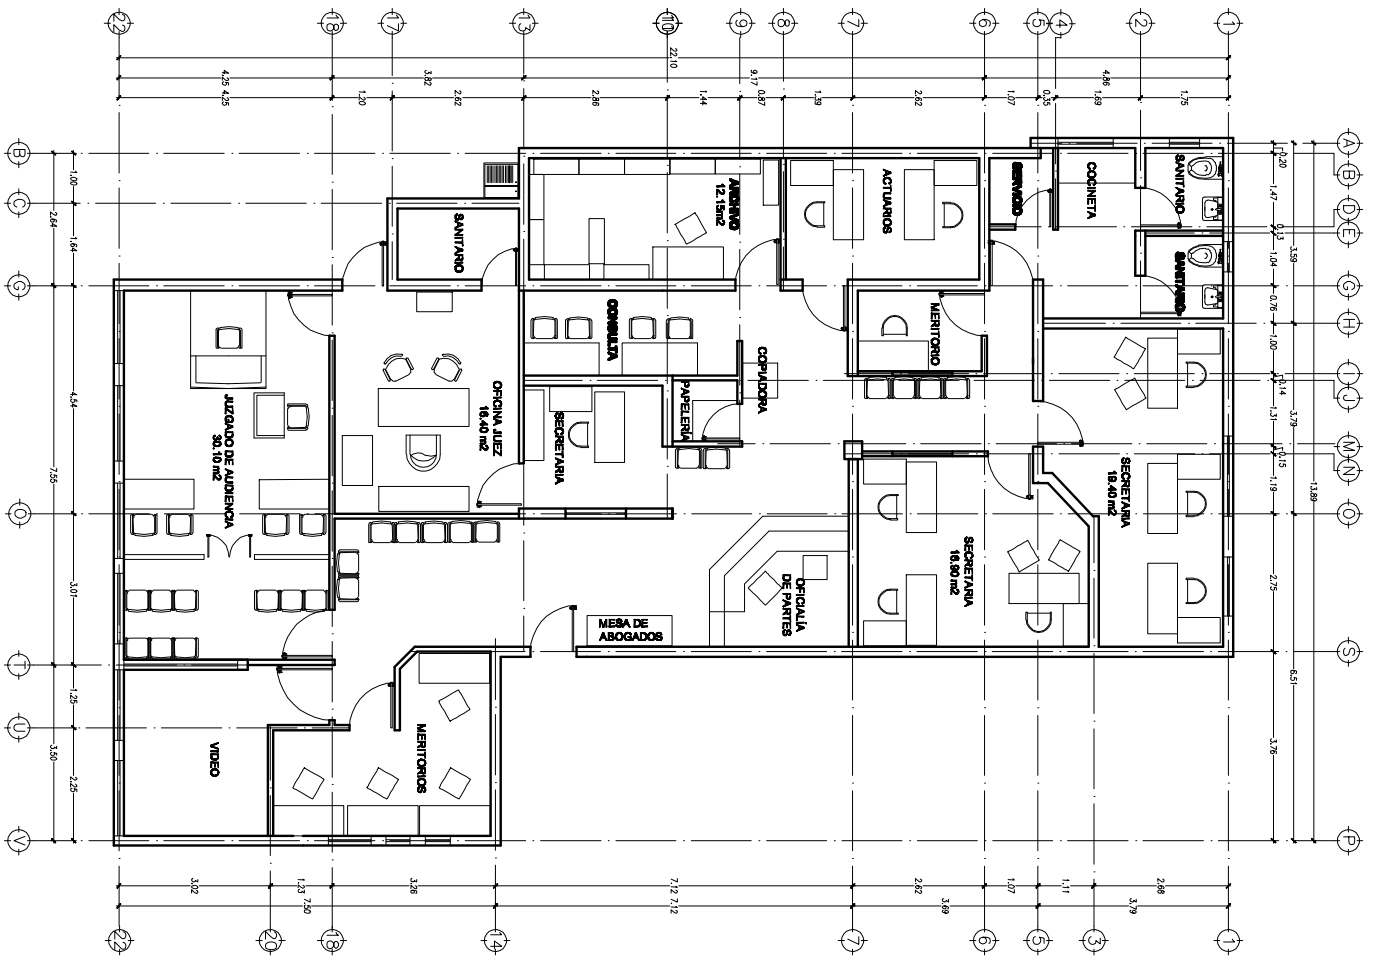 22
18
17
13
10
9
8
7
6
5
4
2
1
22.10
4.25
3.82
9.17
4.86
4.25
1.20
2.62
2.86
1.44
0.87
1.39
2.62
1.07
0.35
1.69
1.75
B
C
G
O
T
U
V
1.00
1.64
2.64
4.54
7.55
3.01
1.25
3.50
2.25
A
B
D
E
G
H
I
J
M
N
O
S
P
0.20
1.47
0.13
3.59
1.04
0.76
1.00
0.14
1.31
3.79
0.15
1.19
13.89
2.75
6.51
3.76
SANITARIO
ARCHIVO
12.15m2
ACTUARIOS
SERVICIO
COCINETA
SANITARIO
SANITARIO
CONSULTA
MERITORIO
COPIADORA
PAPELERÍA
OFICINA JUEZ
16.40 m2
SECRETARIA
JUZGADO DE AUDIENCIA
30.10 m2
SECRETARIA
19.40 m2
SECRETARIA
16.90 m2
OFICIALÍA
DE PARTES
MESA DE
ABOGADOS
MERITORIOS
VIDEO
3.02
1.23
3.26
7.12
2.62
1.07
1.11
2.68
7.50
7.12
3.69
3.79
22
20
18
14
7
6
5
3
1